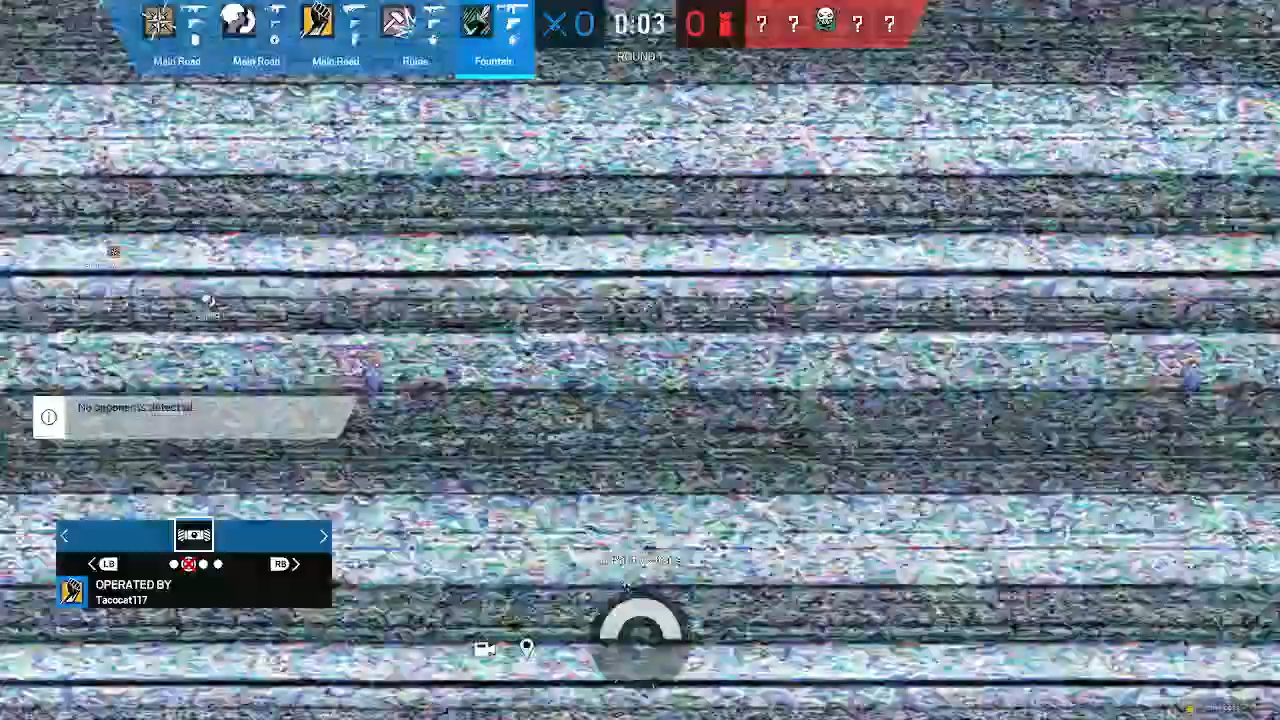 0 0:03 0 ? ? ? ?
Main Road Main Road Main Road Ruins Fountain
ROUND 1
No opponents detected
LB RB
OPERATED BY
Tacocat117